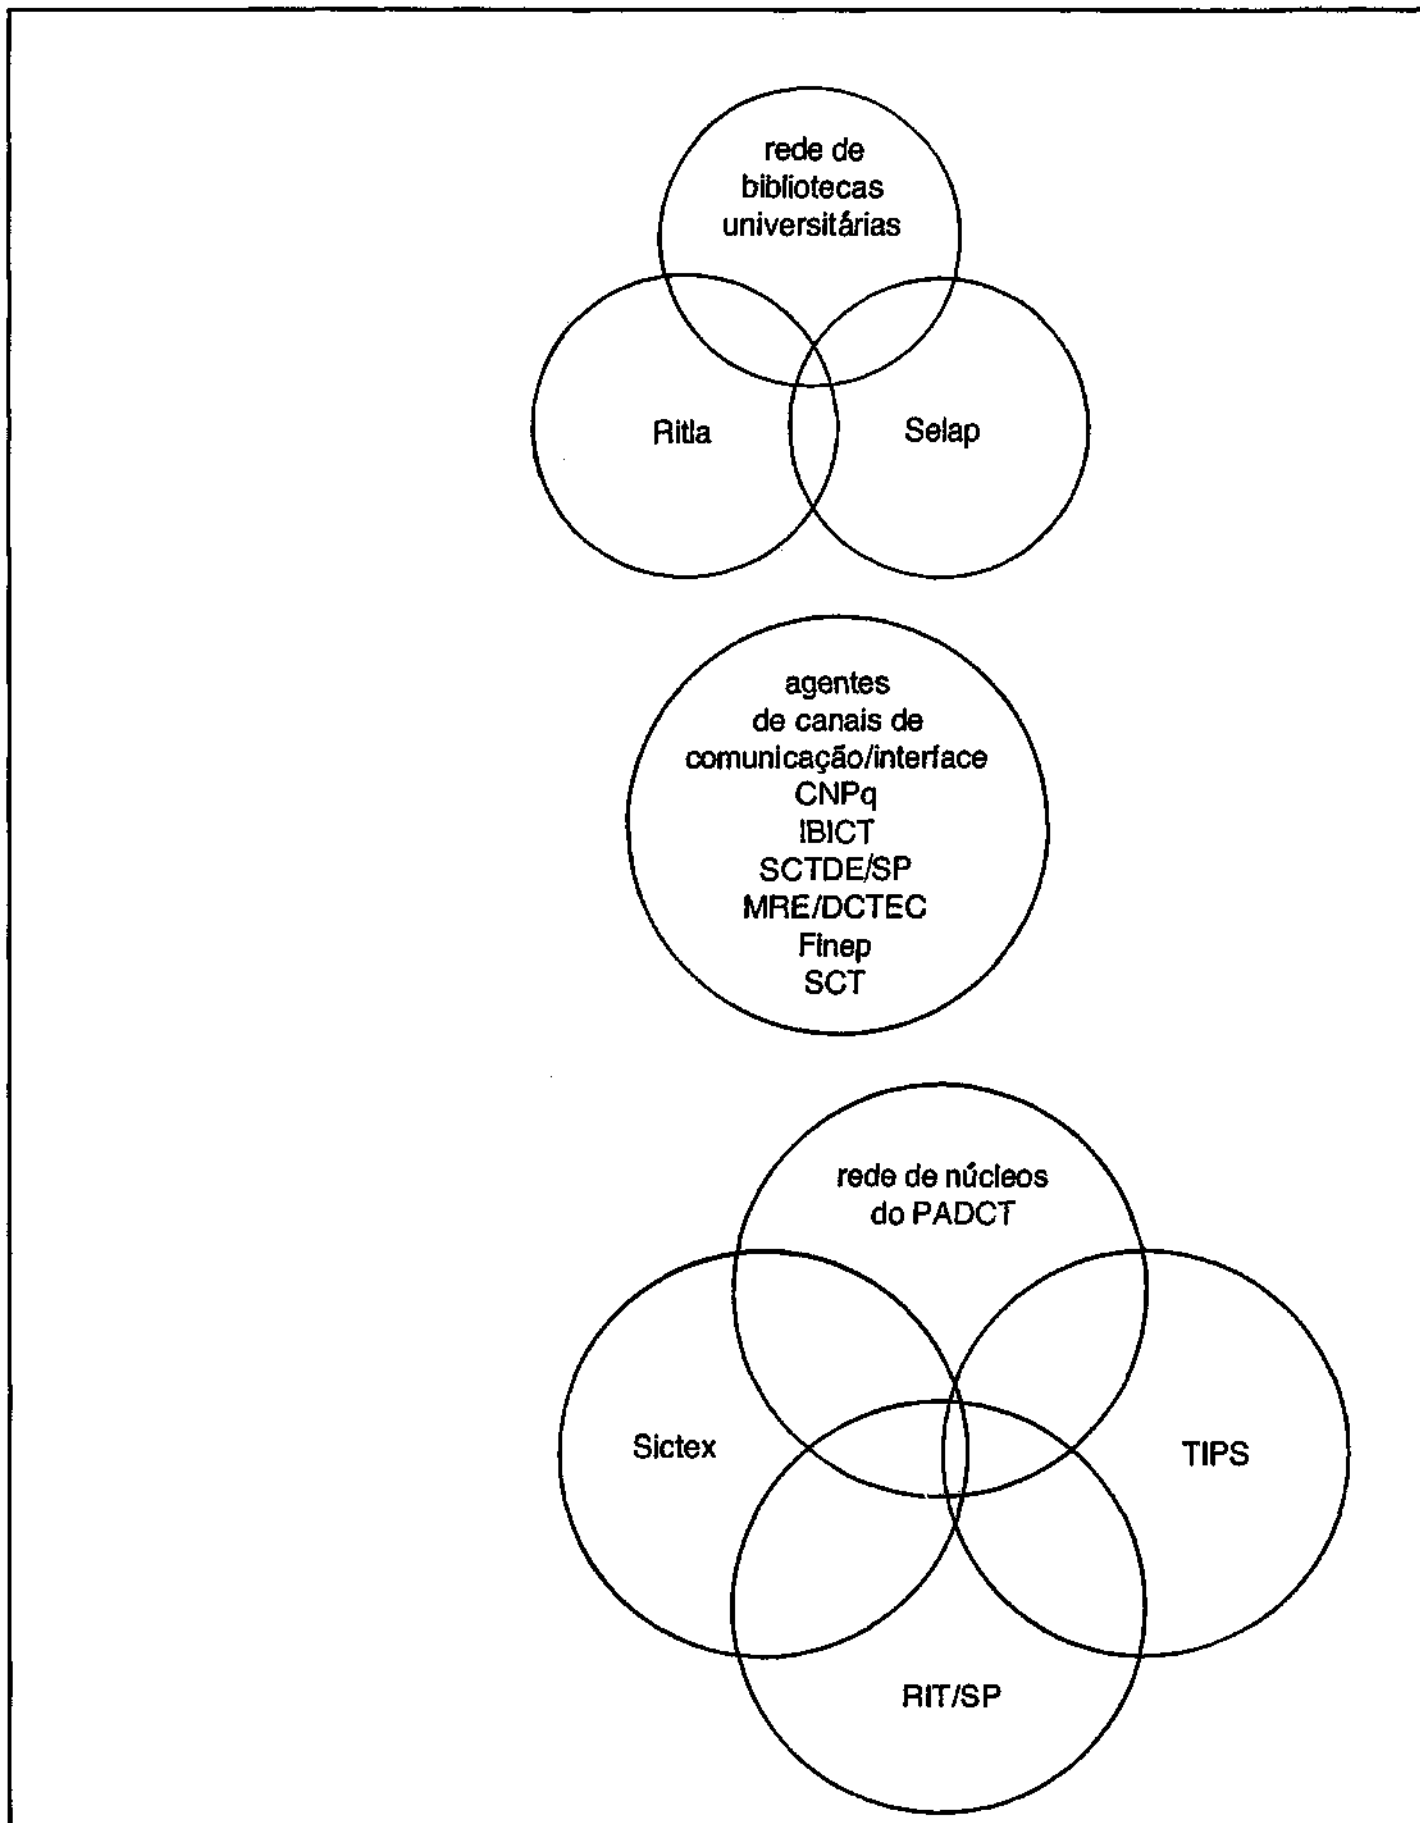 rede de
bibliotecas
universitárias
Ritla
Selap
agentes
de canais de
comunicação/interface
CNPq
IBICT
SCTDE/SP
MRE/DCTEC
Finep
SCT
rede de núcleos
do PADCT
Sictex
TIPS
RIT/SP